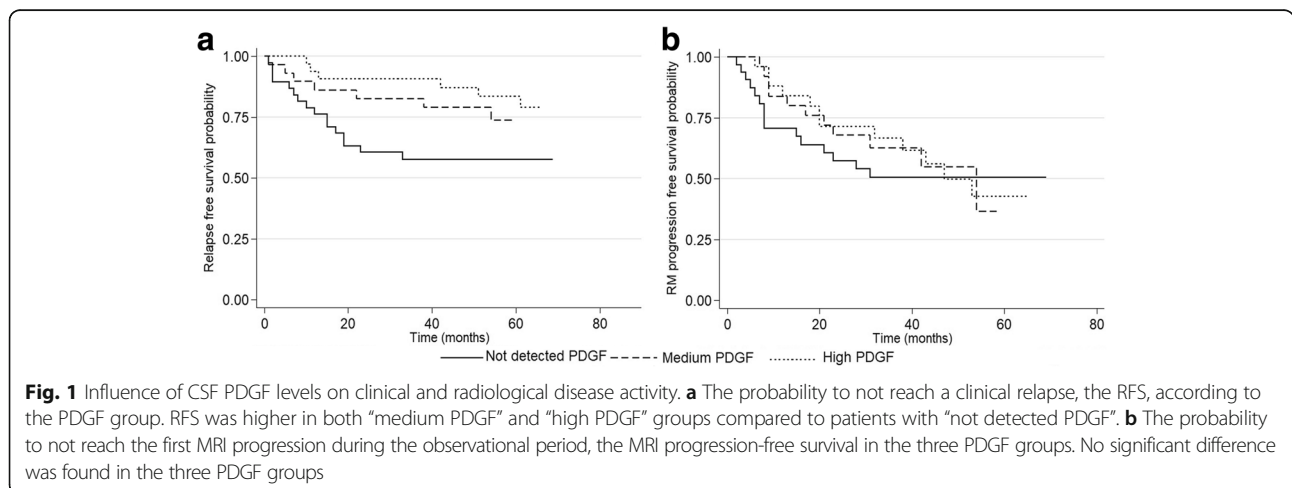 a
b
1.00
0.75
0.50
0.25
0.00
Relapse free survival probability
0 20 40 60 80
Time (months)
1.00
0.75
0.50
0.25
0.00
RM progression free survival probability
0 20 40 60 80
Time (months)
Not detected PDGF Medium PDGF High PDGF
Fig. 1 Influence of CSF PDGF levels on clinical and radiological disease activity. a The probability to not reach a clinical relapse, the RFS, according to
the PDGF group. RFS was higher in both “medium PDGF” and “high PDGF” groups compared to patients with “not detected PDGF”. b The probability
to not reach the first MRI progression during the observational period, the MRI progression-free survival in the three PDGF groups. No significant difference
was found in the three PDGF groups